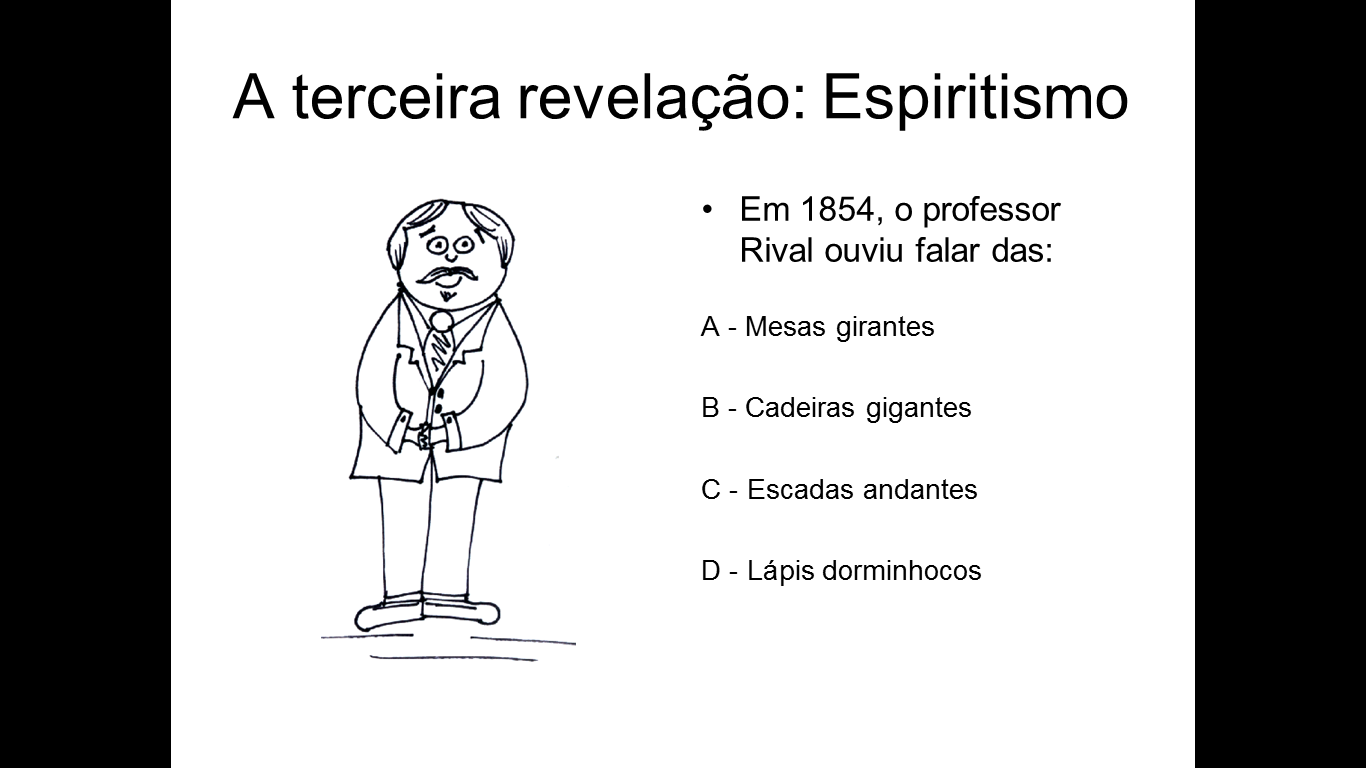 A terceira revelação: Espiritismo
• Em 1854, o professor
Rival ouviu falar das:
A - Mesas girantes
B - Cadeiras gigantes
C - Escadas andantes
D - Lápis dorminhocos